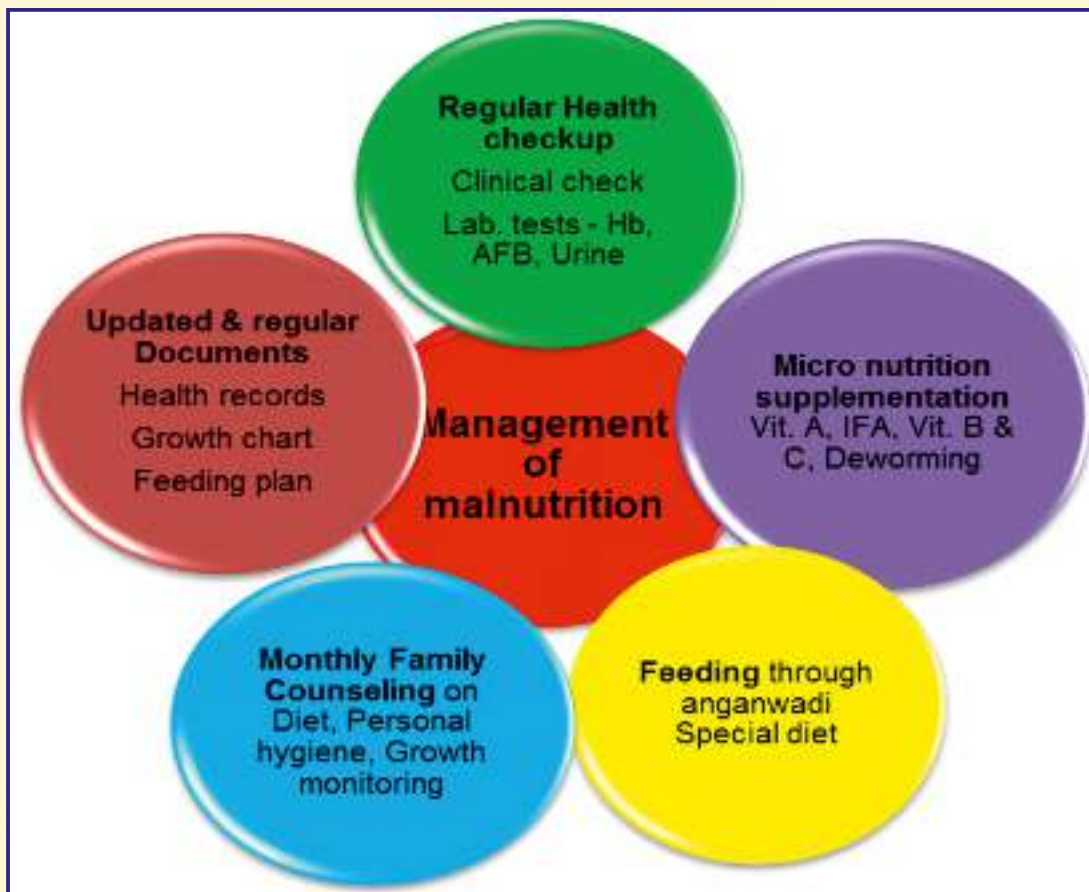 Regular Health
checkup
Clinical check
Lab. tests - Hb,
AFB, Urine
Updated & regular
Documents
Health records
Growth chart
Feeding plan
Management
of
malnutrition
Micro nutrition
supplementation
Vit. A, IFA, Vit. B &
C, Deworming
Monthly Family
Counseling on
Diet, Personal
hygiene, Growth
monitoring
Feeding through
anganwadi
Special diet